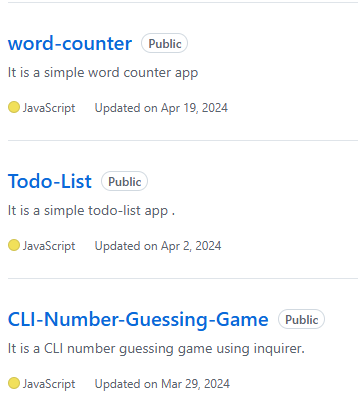 word-counter Public
It is a simple word counter app
JavaScript Updated on Apr 19, 2024
Todo-List Public
It is a simple todo-list app .
JavaScript Updated on Apr 2, 2024
CLI-Number-Guessing-Game Public
It is a CLI number guessing game using inquirer.
JavaScript Updated on Mar 29, 2024